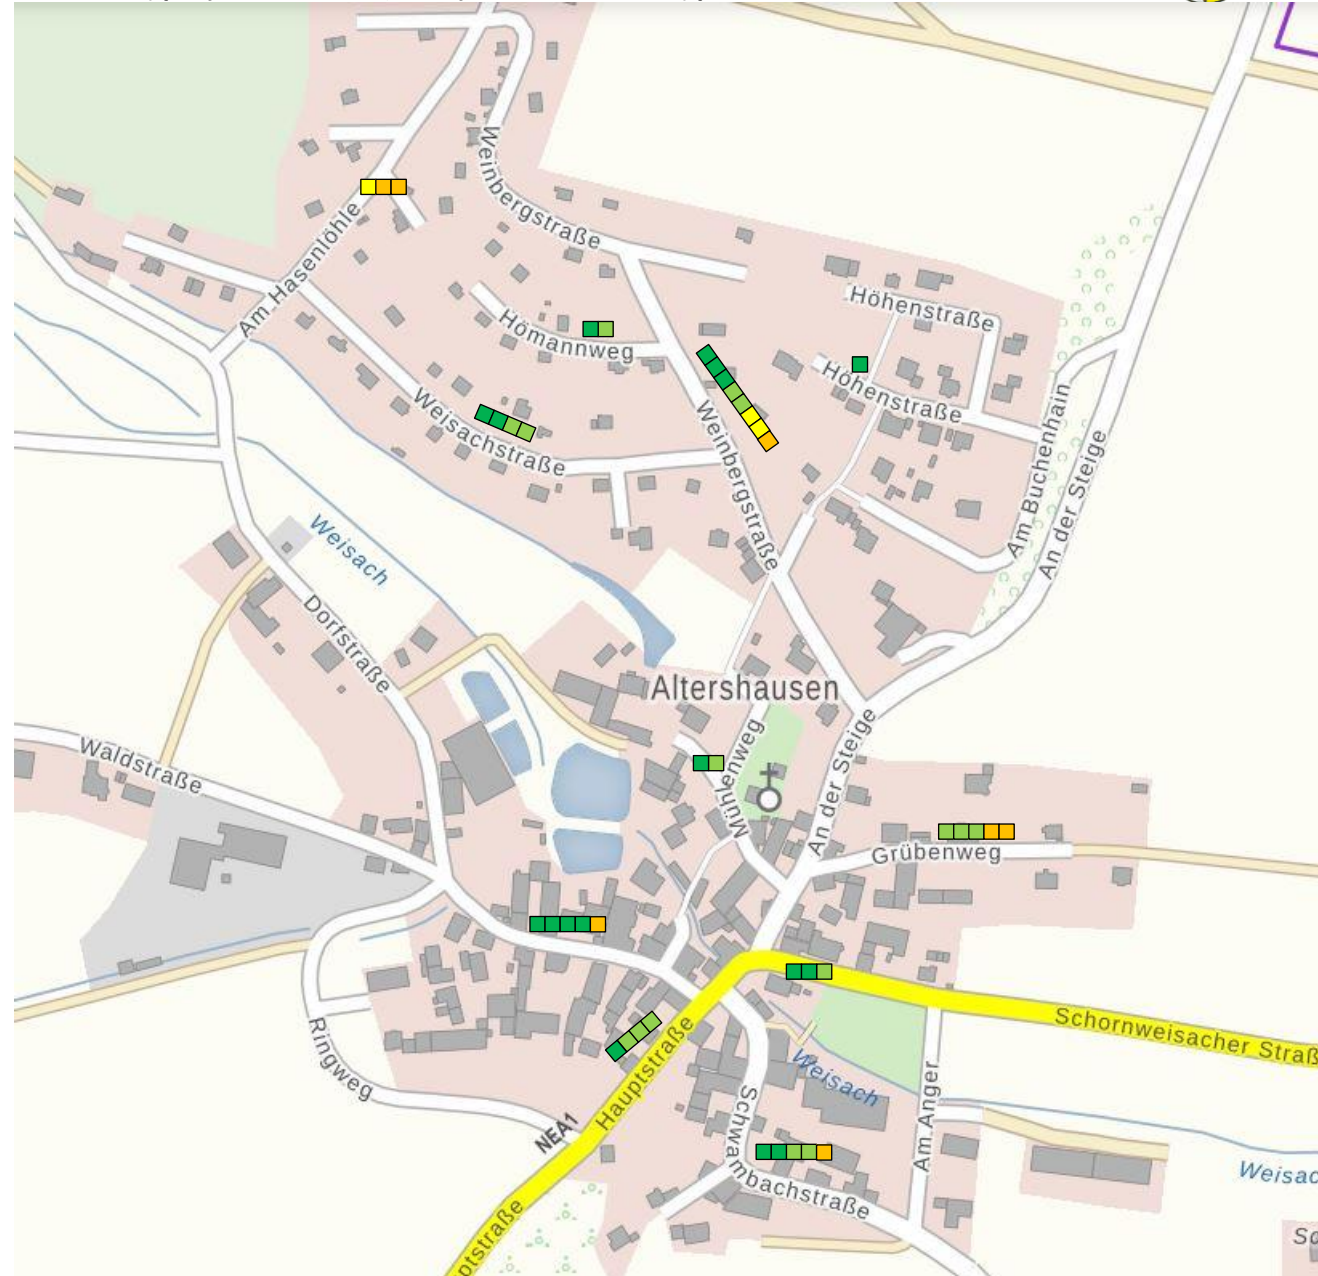 Weinbergstraße
Am Hasenlöhle
Höhenstraße
Hömannweg
Höhenstraße
Weisachstraße
Weinbergstraße
Am Buchenhain
An der Steige
Weisach
Dorfstraße
Altershausen
Waldstraße
Mühlenweg
An der Steige
Grübenweg
Ringweg
Hauptstraße
Schornweisacher Straß
Weisach
NEA1
Schwambachstraße
Am Anger
Weisac
ptstraße